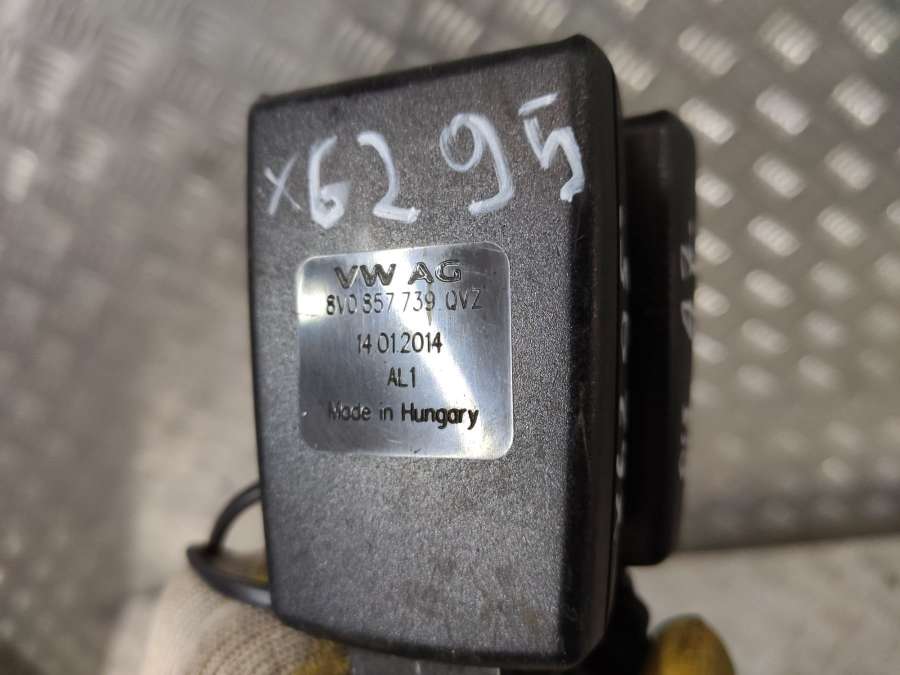 x6295
VW AG
8V0 857 739 QVZ
14.01.2014
AL1
Made in Hungary